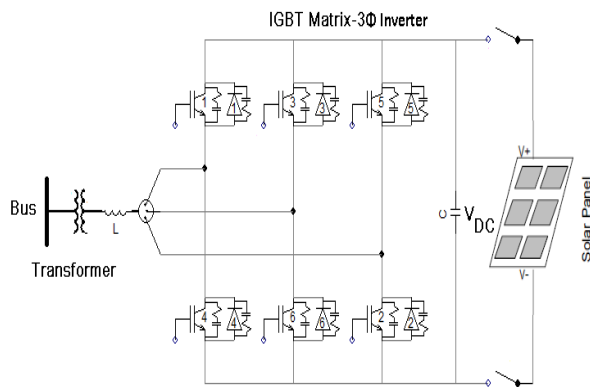 IGBT Matrix-3Φ Inverter
1
1
3
3
5
5
V+
Bus
L
C
VDC
Solar Panel
Transformer
V-
4
4
6
6
2
2